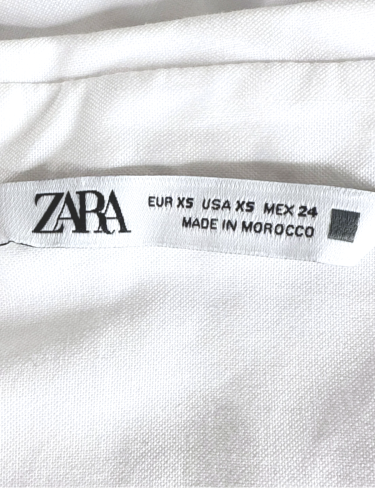 ZARA
EUR XS USA XS MEX 24
MADE IN MOROCCO